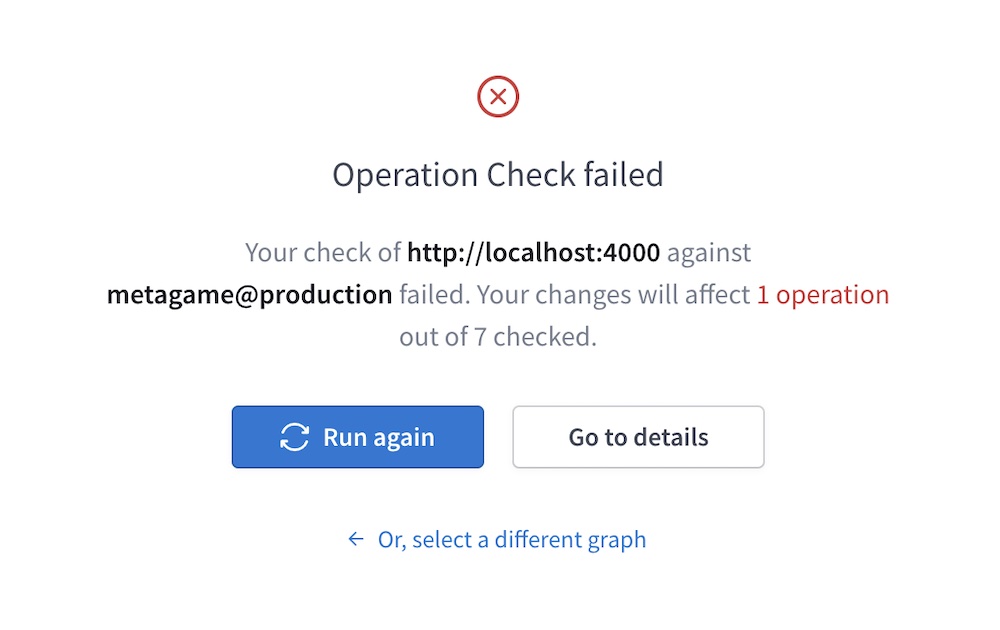 Operation Check failed
Your check of http://localhost:4000 against
metagame@production failed. Your changes will affect 1 operation
out of 7 checked.
Run again
Go to details
← Or, select a different graph